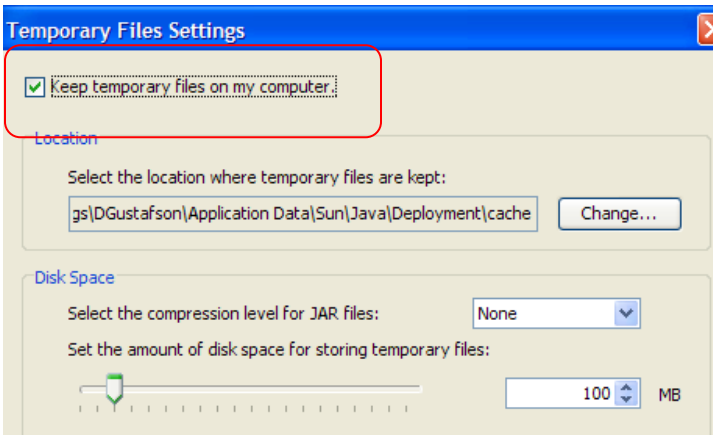 Temporary Files Settings
Keep temporary files on my computer.
Location
Select the location where temporary files are kept:
gs\DGustafson\Application Data\Sun\Java\Deployment\cache
Change...
Disk Space
Select the compression level for JAR files:
None
Set the amount of disk space for storing temporary files:
100
MB